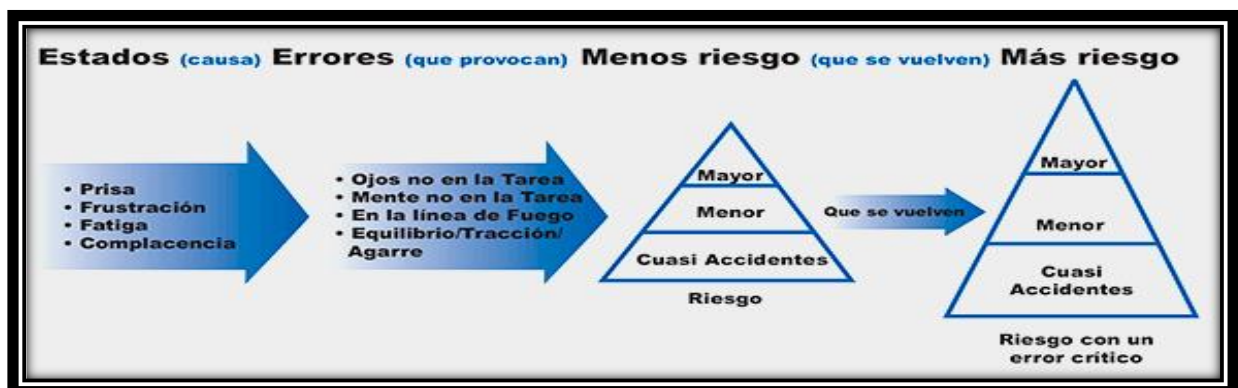 Estados (causa) Errores (que provocan) Menos riesgo (que se vuelven) Más riesgo
• Prisa
• Frustración
• Fatiga
• Complacencia
• Ojos no en la Tarea
• Mente no en la Tarea
• En la línea de Fuego
• Equilibrio/Tracción/
Agarre
Mayor
Menor
Cuasi Accidentes
Riesgo
Que se vuelven
Mayor
Menor
Cuasi
Accidentes
Riesgo con un
error crítico